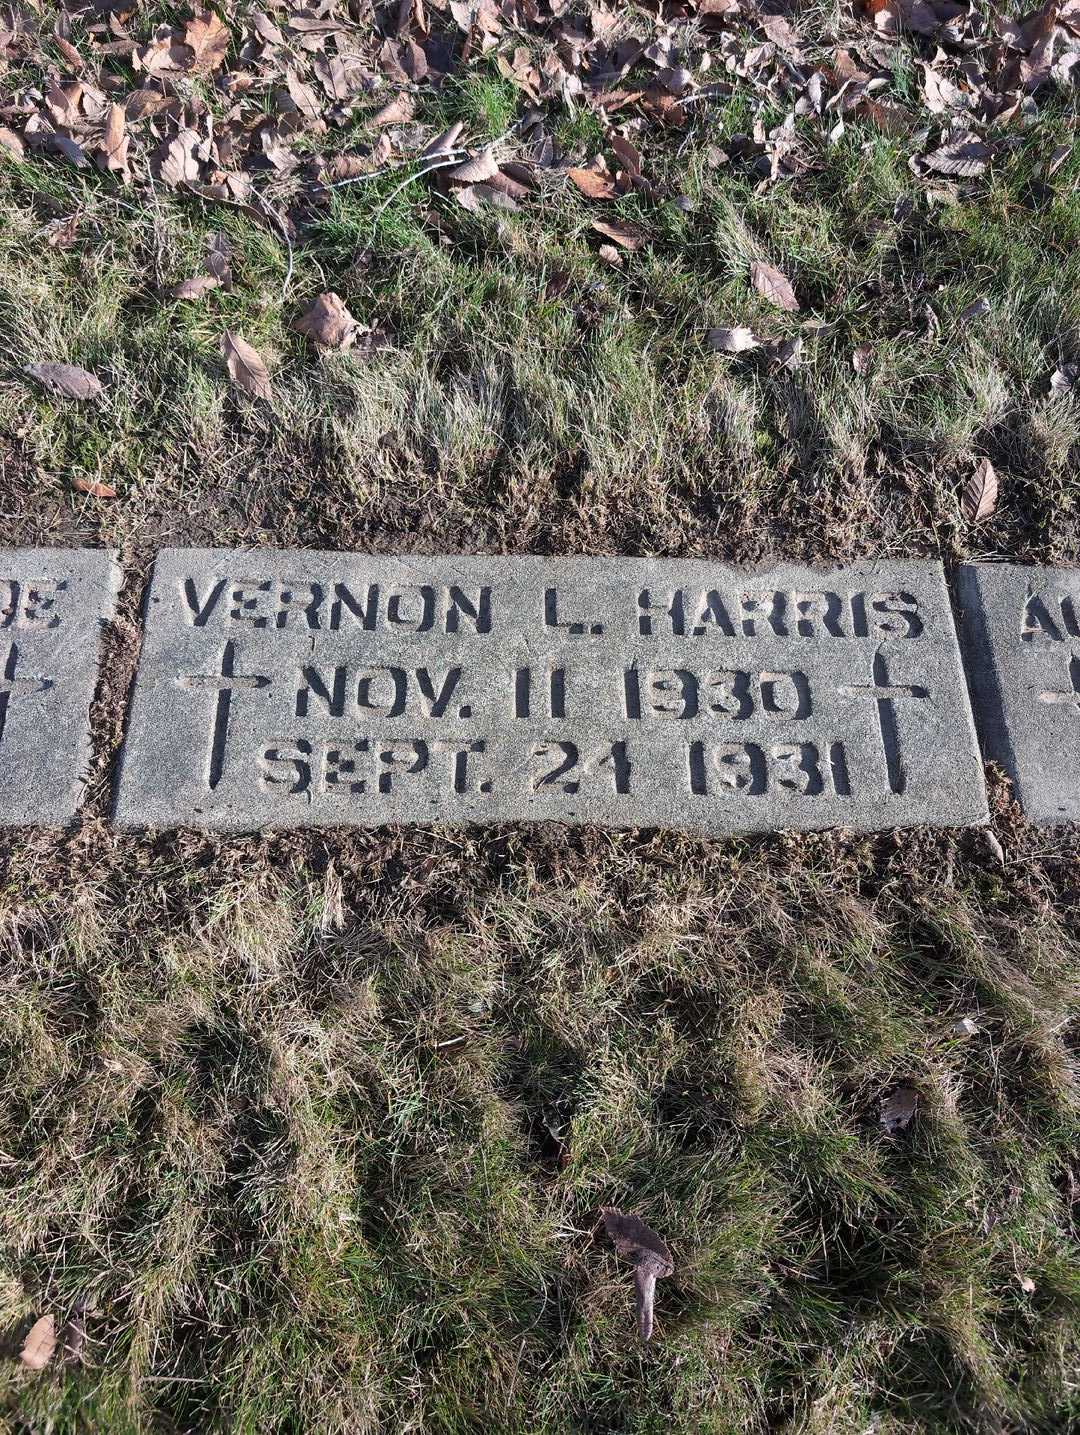 VERNON L. HARRIS
NOV. 11 1930
SEPT. 24 1931